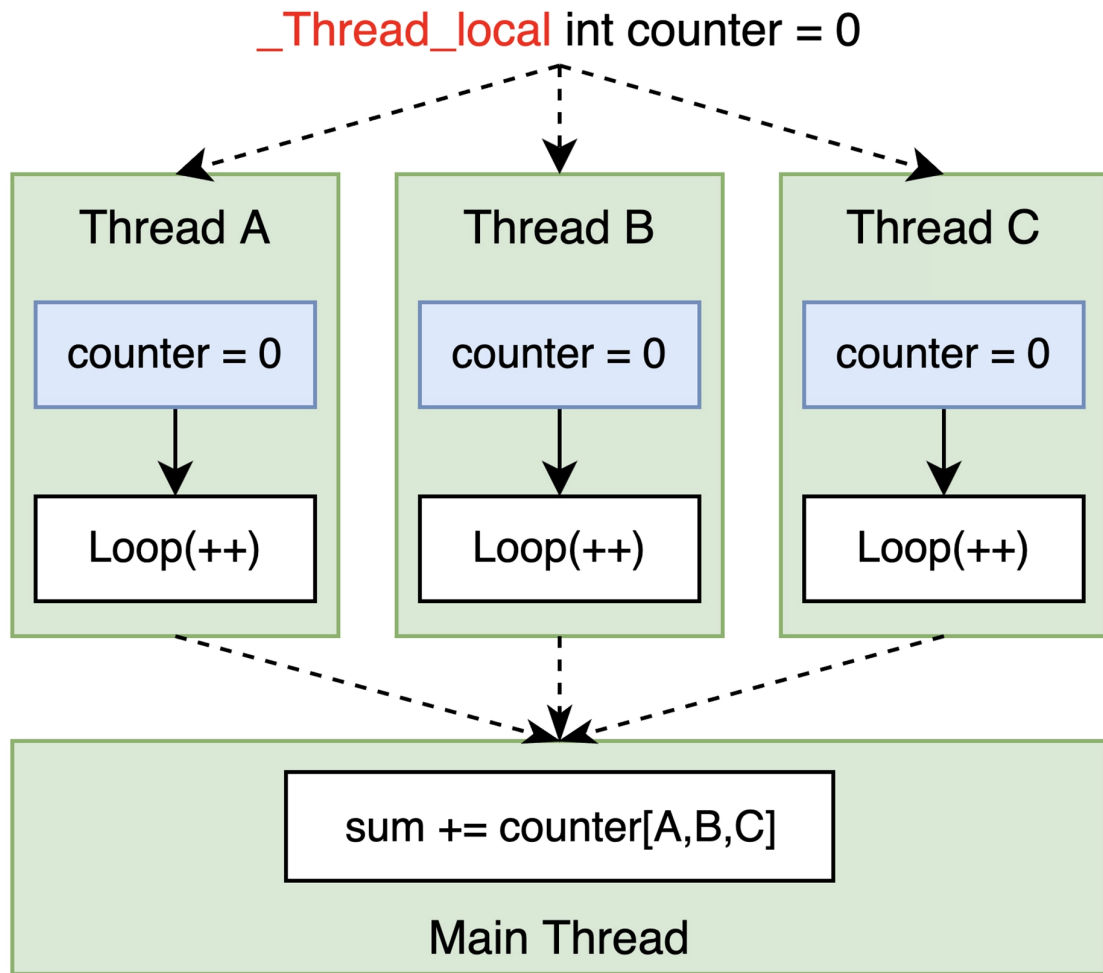 _Thread_local int counter = 0
Thread A
Thread B
Thread C
counter = 0
counter = 0
counter = 0
Loop(++)
Loop(++)
Loop(++)
sum += counter[A,B,C]
Main Thread